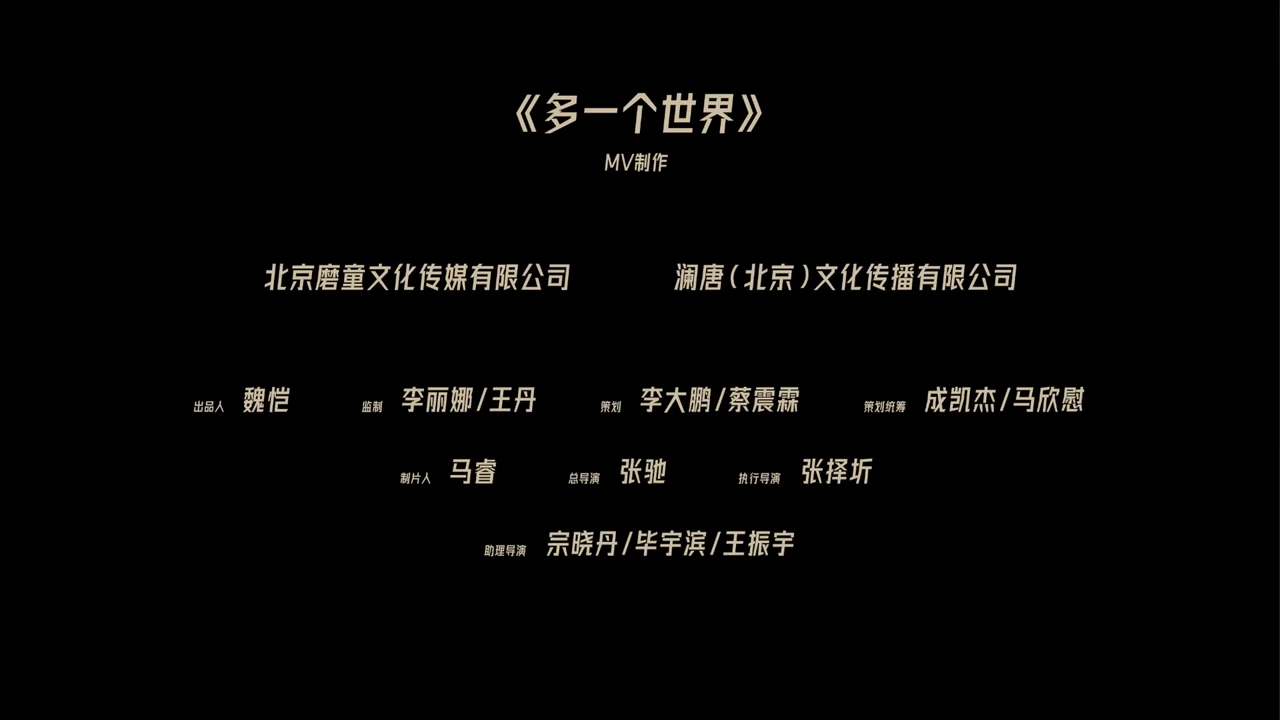 《多一个世界》
MV制作
北京磨童文化传媒有限公司 澜唐(北京)文化传播有限公司
出品人 魏恺 监制 李丽娜/王丹 策划 李大鹏/蔡震霖 策划统筹 成凯杰/马欣慰
制片人 马睿 总导演 张驰 执行导演 张择圻
助理导演 宗晓丹/毕宇滨/王振宇